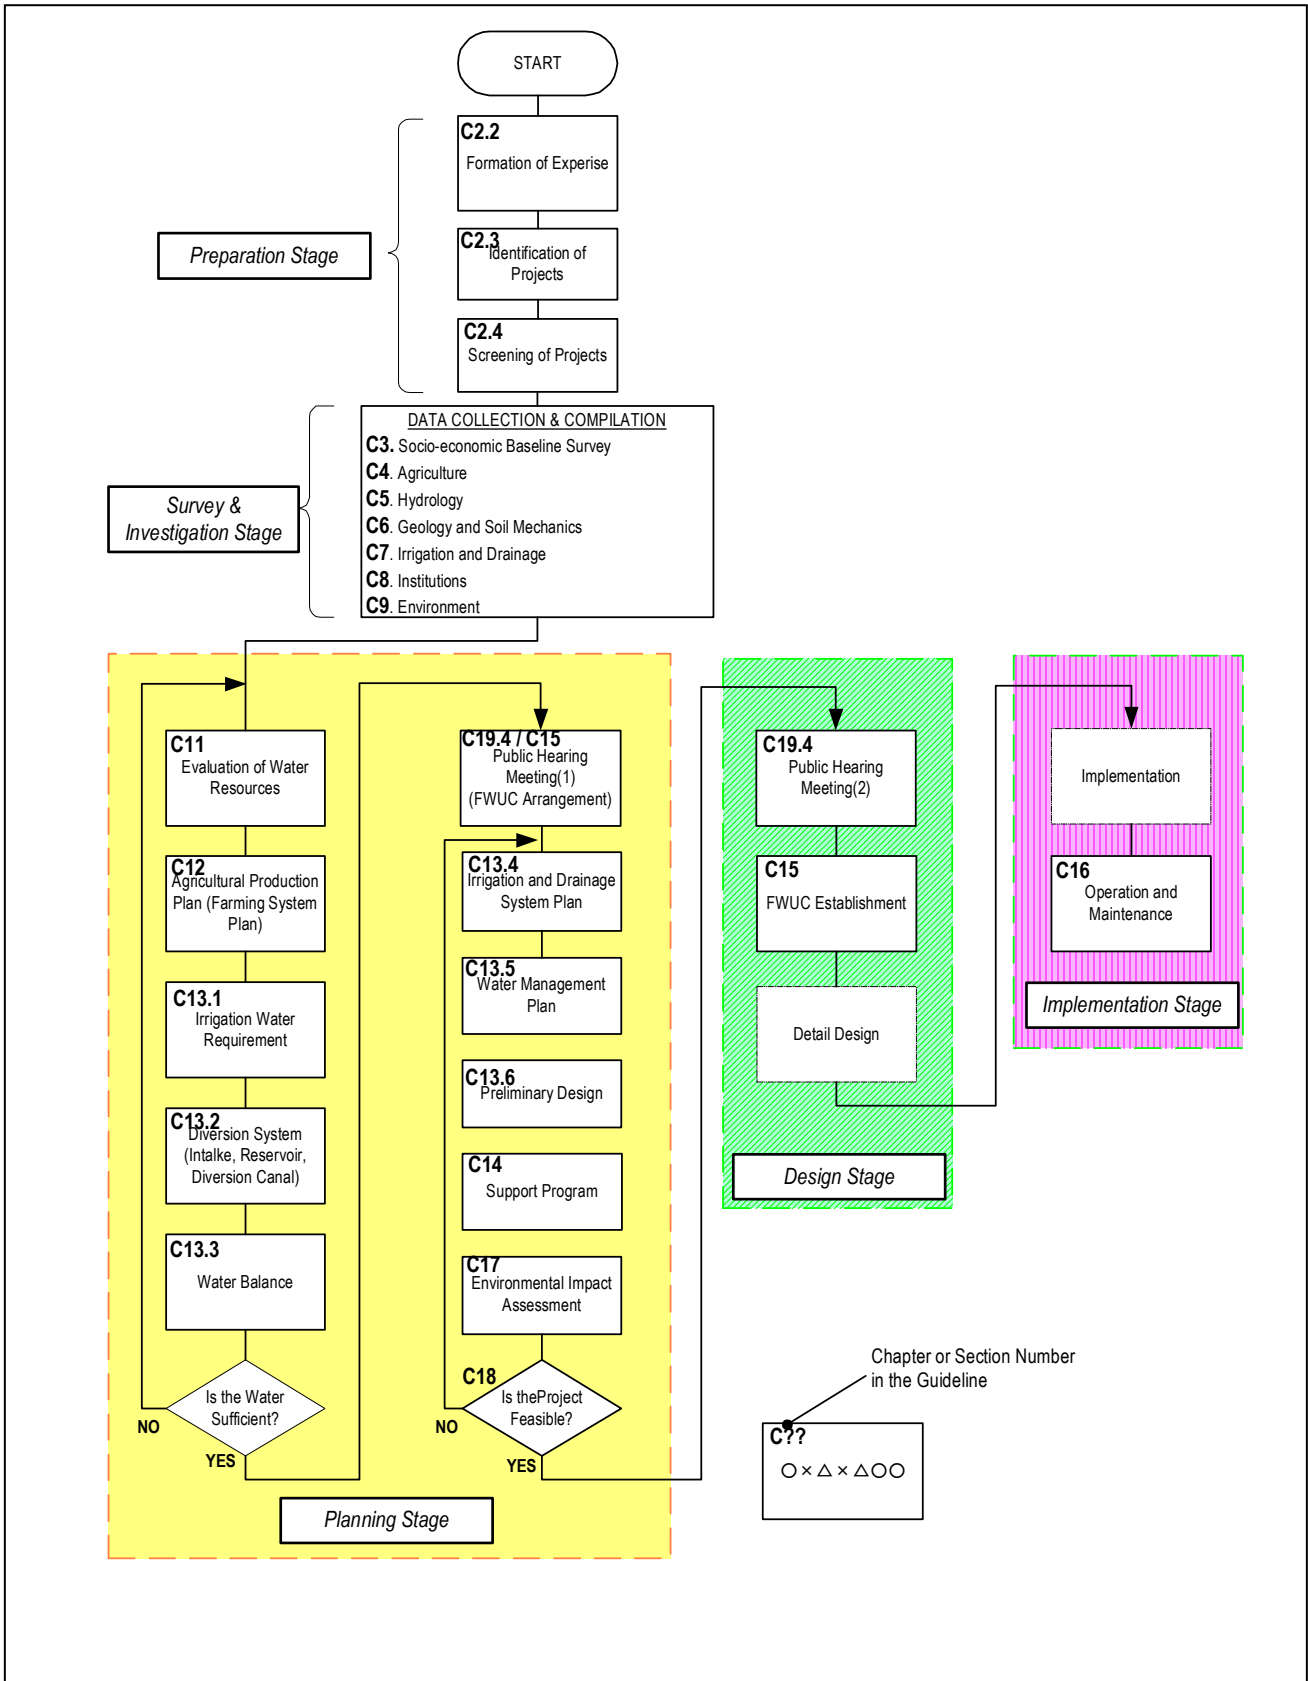 START
C2.2
Formation of Experise
C2.3
Identification of
Projects
C2.4
Screening of Projects
Preparation Stage
DATA COLLECTION & COMPILATION
C3. Socio-economic Baseline Survey
C4. Agriculture
C5. Hydrology
C6. Geology and Soil Mechanics
C7. Irrigation and Drainage
C8. Institutions
C9. Environment
Survey &
Investigation Stage
C11
Evaluation of Water
Resources
C12
Agricultural Production
Plan (Farming System
Plan)
C13.1
Irrigation Water
Requirement
C13.2
Diversion System
(Intalke, Reservoir,
Diversion Canal)
C13.3
Water Balance
Is the Water
Sufficient?
NO
YES
C19.4 / C15
Public Hearing
Meeting(1)
(FWUC Arrangement)
C13.4
Irrigation and Drainage
System Plan
C13.5
Water Management
Plan
C13.6
Preliminary Design
C14
Support Program
C17
Environmental Impact
Assessment
C18
Is theProject
Feasible?
NO
YES
Planning Stage
C19.4
Public Hearing
Meeting(2)
C15
FWUC Establishment
Detail Design
Design Stage
Implementation
C16
Operation and
Maintenance
Implementation Stage
Chapter or Section Number
in the Guideline
C??
○×△×△○○